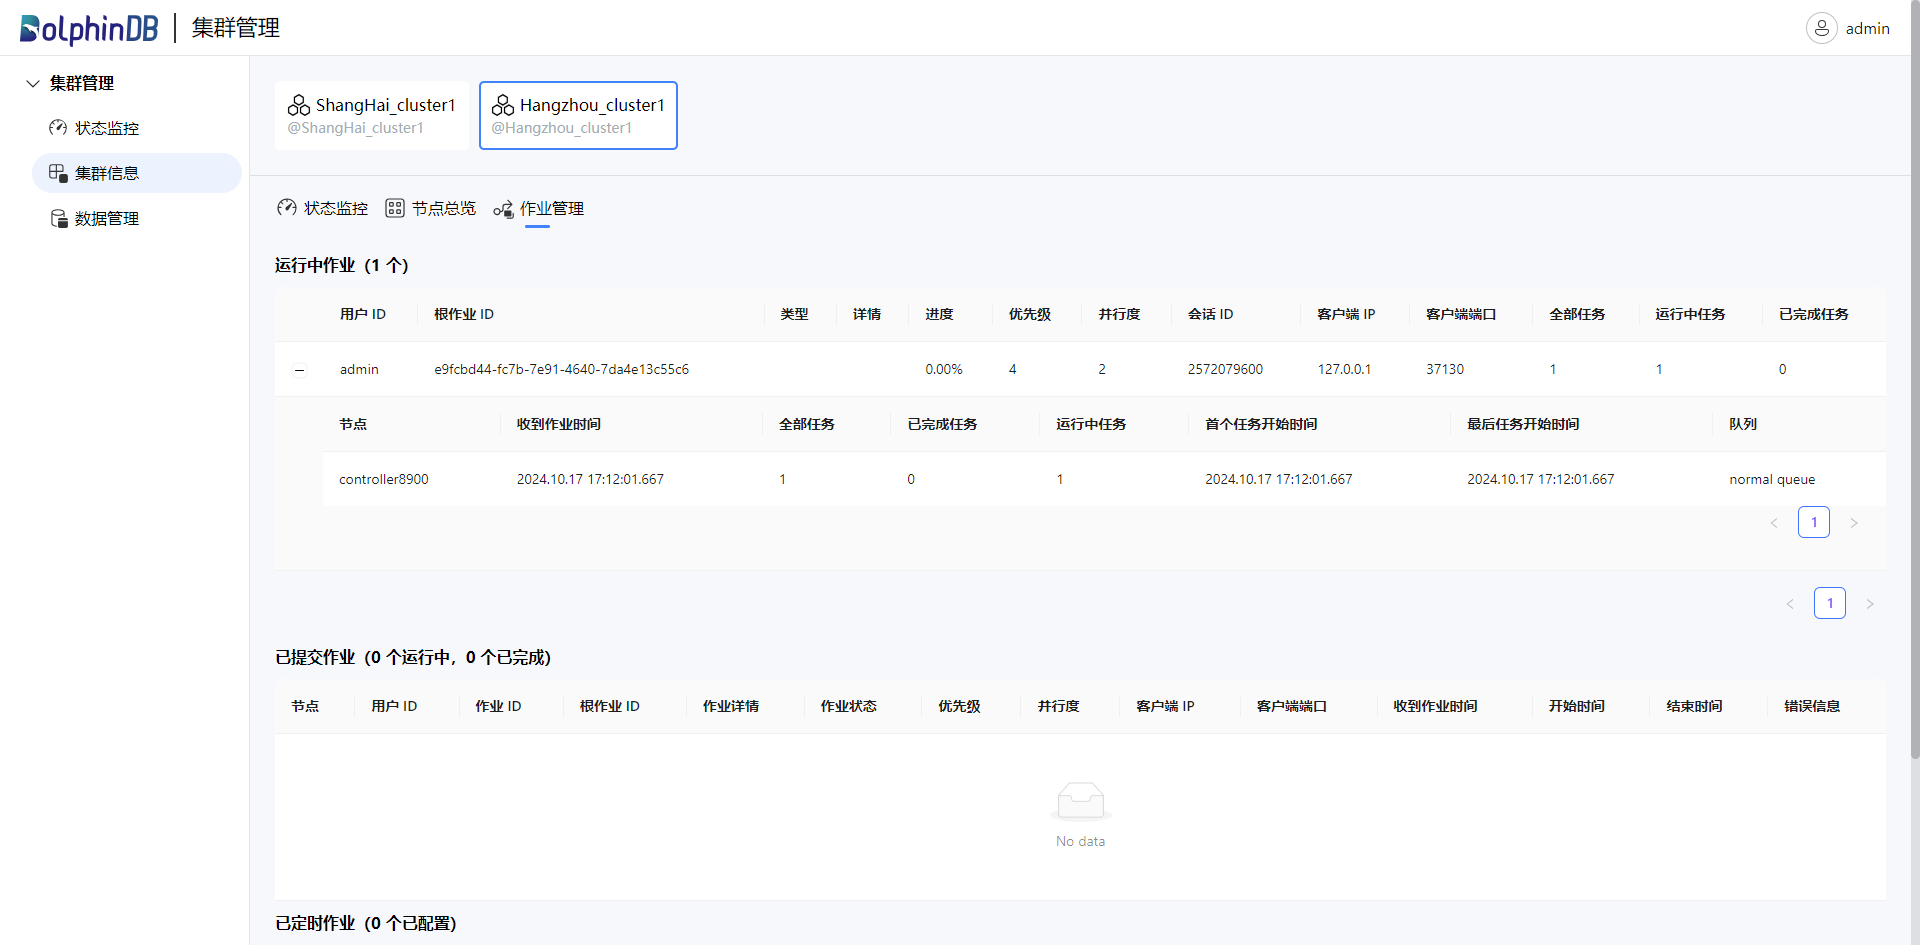 DolphinDB | 集群管理
admin
集群管理
状态监控
集群信息
数据管理
ShangHai_cluster1
@ShangHai_cluster1
Hangzhou_cluster1
@Hangzhou_cluster1
状态监控 节点总览 作业管理
运行中作业 (1 个)
用户 ID 根作业 ID 类型 详情 进度 优先级 并行度 会话 ID 客户端 IP 客户端端口 全部任务 运行中任务 已完成任务
admin e9fcbd44-fc7b-7e91-4640-7da4e13c55c6 0.00% 4 2 2572079600 127.0.0.1 37130 1 1 0
节点 收到作业时间 全部任务 已完成任务 运行中任务 首个任务开始时间 最后任务开始时间 队列
controller8900 2024.10.17 17:12:01.667 1 0 1 2024.10.17 17:12:01.667 2024.10.17 17:12:01.667 normal queue
< 1 >
< 1 >
已提交作业 (0 个运行中, 0 个已完成)
节点 用户 ID 作业 ID 根作业 ID 作业详情 作业状态 优先级 并行度 客户端 IP 客户端端口 收到作业时间 开始时间 结束时间 错误信息
No data
已定时作业 (0 个已配置)